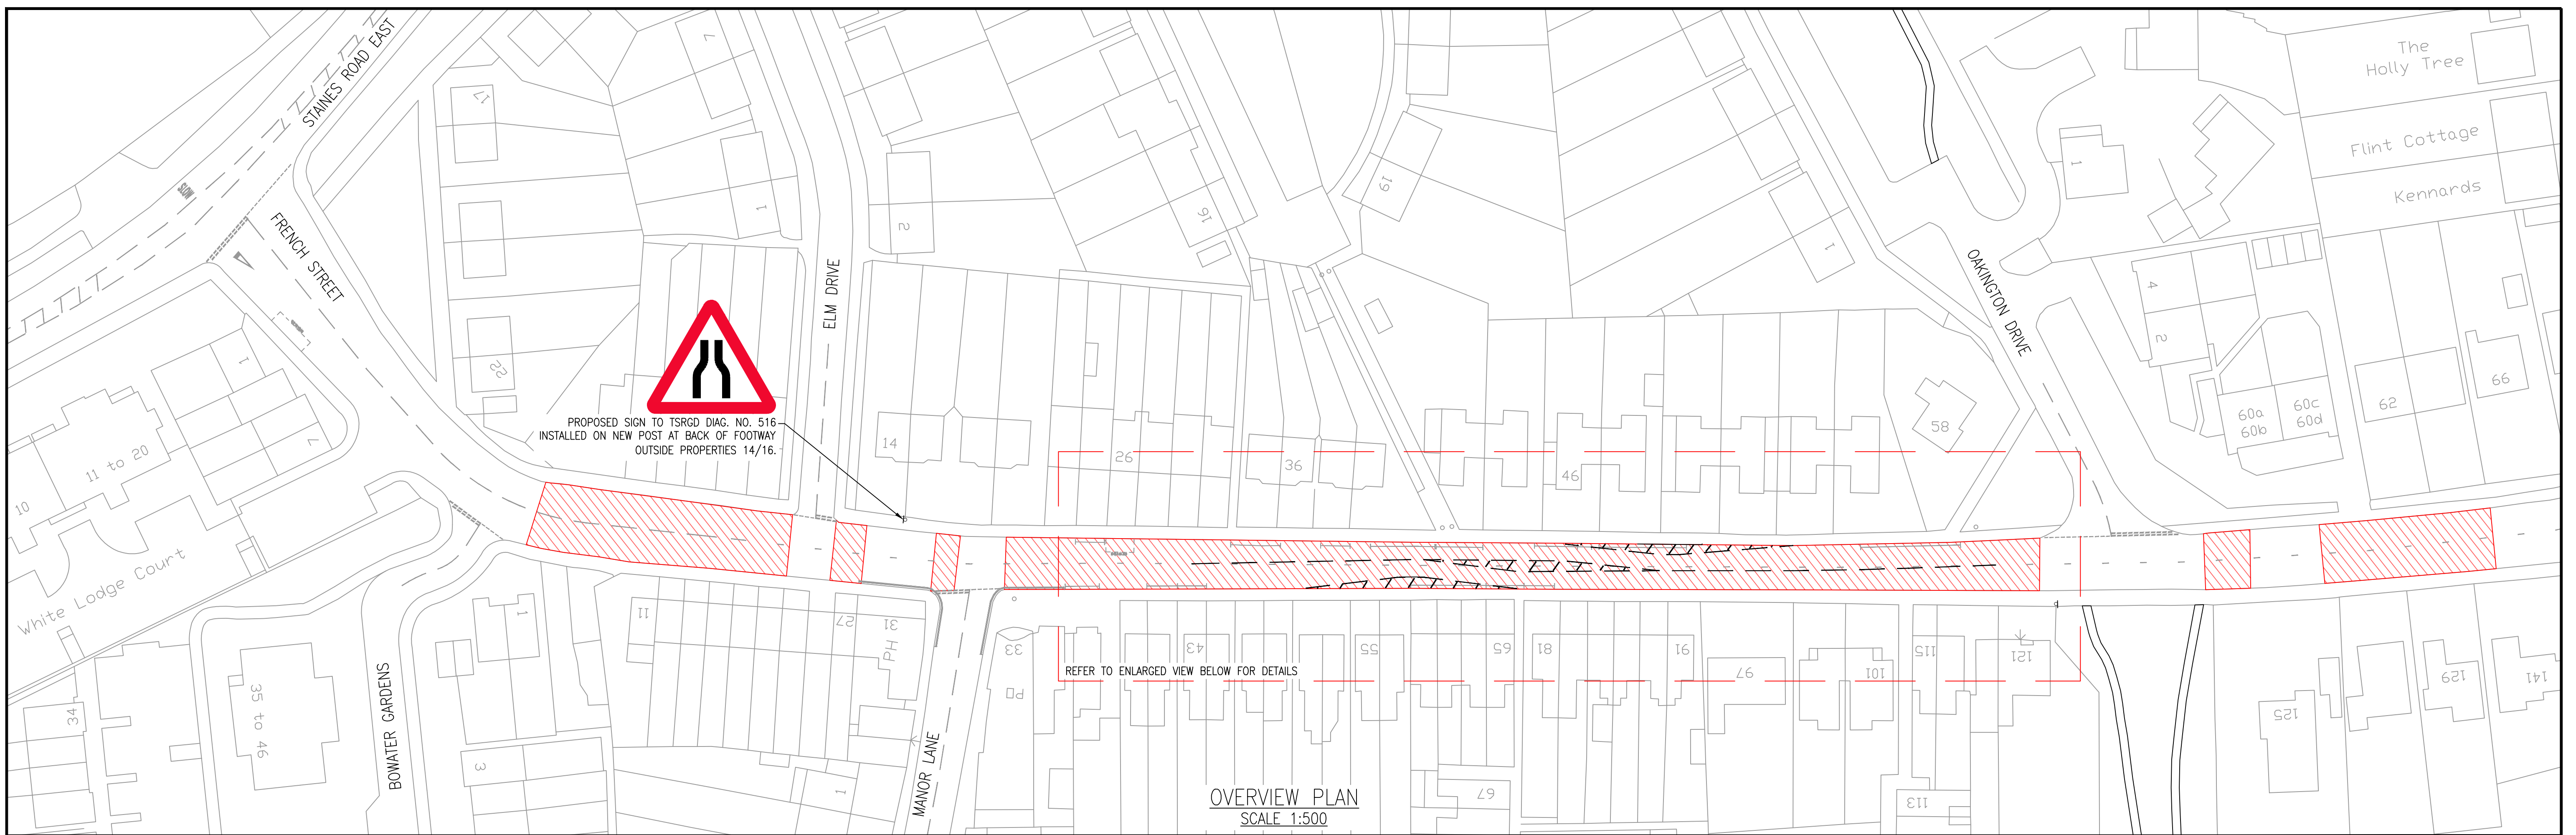 STAINES ROAD EAST
SLOW
FRENCH STREET
17
7
1
22
1
7
10
11 to 20
White Lodge Court
34
35 to 46
BOWATER GARDENS
1
3
ELM DRIVE
2
16
19
PROPOSED SIGN TO TSRGD DIAG. NO. 516
INSTALLED ON NEW POST AT BACK OF FOOTWAY
OUTSIDE PROPERTIES 14/16.
14
26
36
46
58
1
OAKINGTON DRIVE
1
The
Holly Tree
Flint Cottage
Kennards
4
2
60a
60b
60c
60d
62
66
11
27
31
PH
1
MANOR LANE
33
PO
43
55
65
67
81
91
97
101
115
113
121
125
129
141
REFER TO ENLARGED VIEW BELOW FOR DETAILS
OVERVIEW PLAN
SCALE 1:500